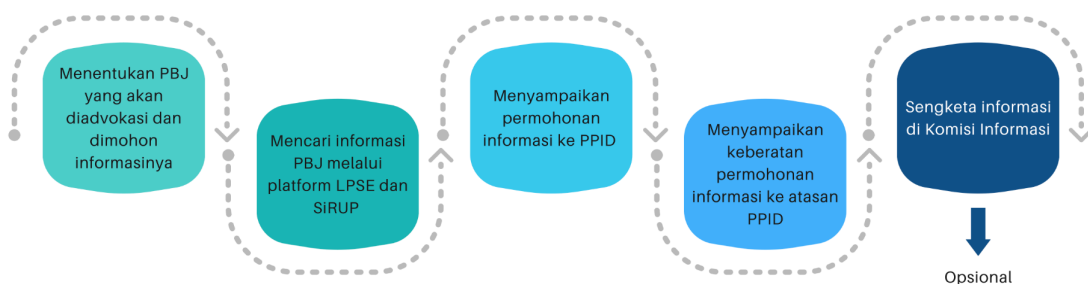 Menentukan PBJ
yang akan
diadvokasi dan
dimohon
informasinya
Mencari informasi
PBJ melalui
platform LPSE dan
SiRUP
Menyampaikan
permohonan
informasi ke PPID
Menyampaikan
keberatan
permohonan
informasi ke atasan
PPID
Sengketa informasi
di Komisi Informasi
Opsional